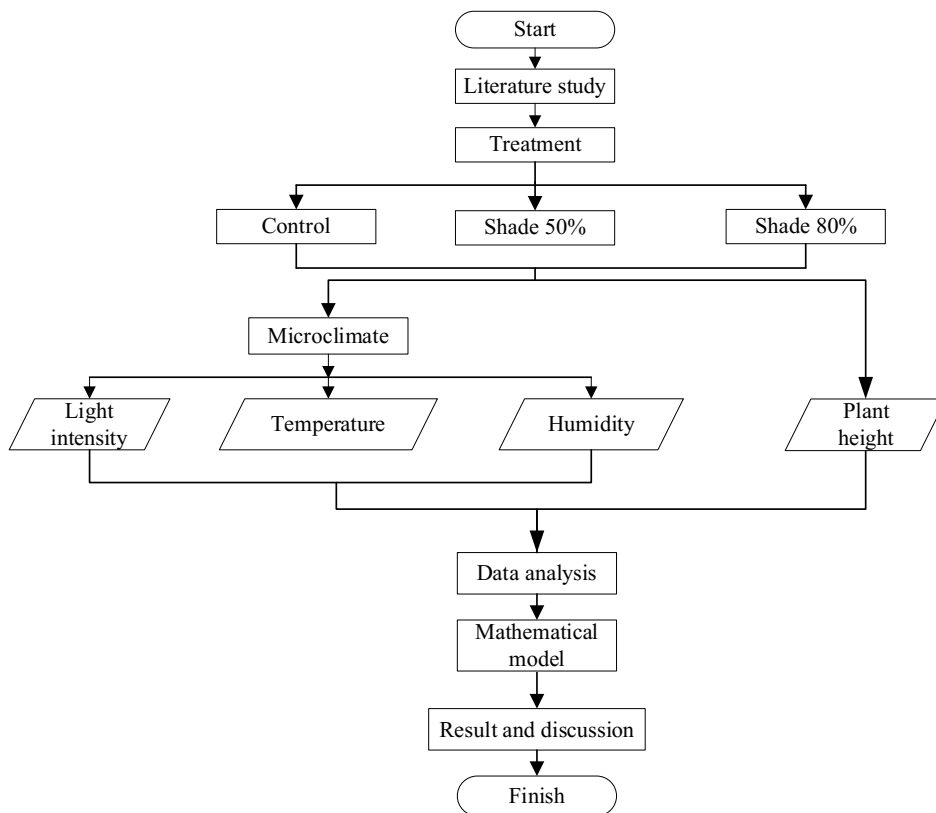 Start
Literature study
Treatment
Control
Shade 50%
Shade 80%
Microclimate
Light
intensity
Temperature
Humidity
Plant
height
Data analysis
Mathematical
model
Result and discussion
Finish